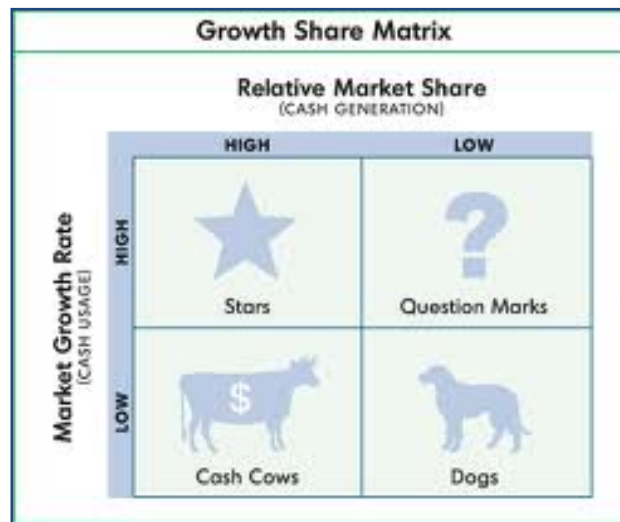 Growth Share Matrix
Relative Market Share
(CASH GENERATION)
HIGH
LOW
Market Growth Rate
(CASH USAGE)
HIGH
Stars
?
Question Marks
LOW
$
Cash Cows
Dogs